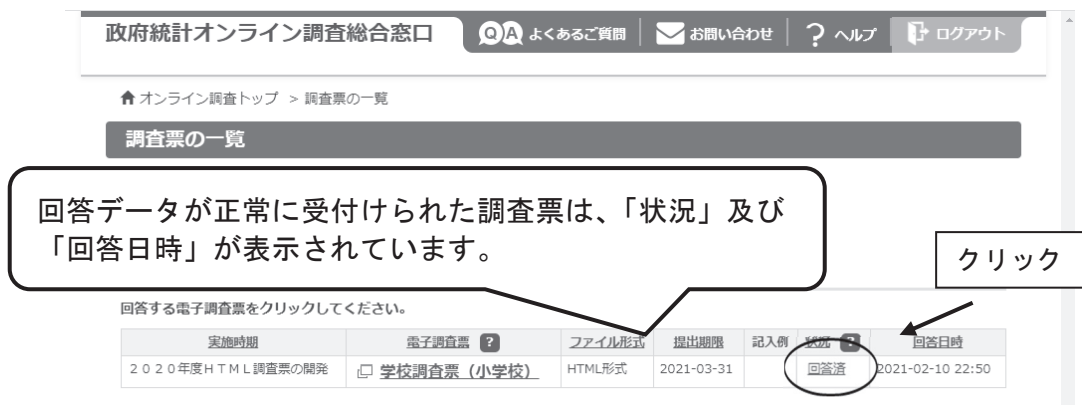 政府統計オンライン調査総合窓口
QA よくあるご質問 お問い合わせ ? ヘルプ ログアウト
オンライン調査トップ > 調査票の一覧
調査票の一覧
回答データが正常に受付けられた調査票は、「状況」及び
「回答日時」が表示されています。
クリック
回答する電子調査票をクリックしてください。
実施時期 電子調査票 ? ファイル形式 提出期限 記入例 状況 ? 回答日時
2020年度HTML調査票の開発 学校調査票(小学校) HTML形式 2021-03-31 回答済 2021-02-10 22:50